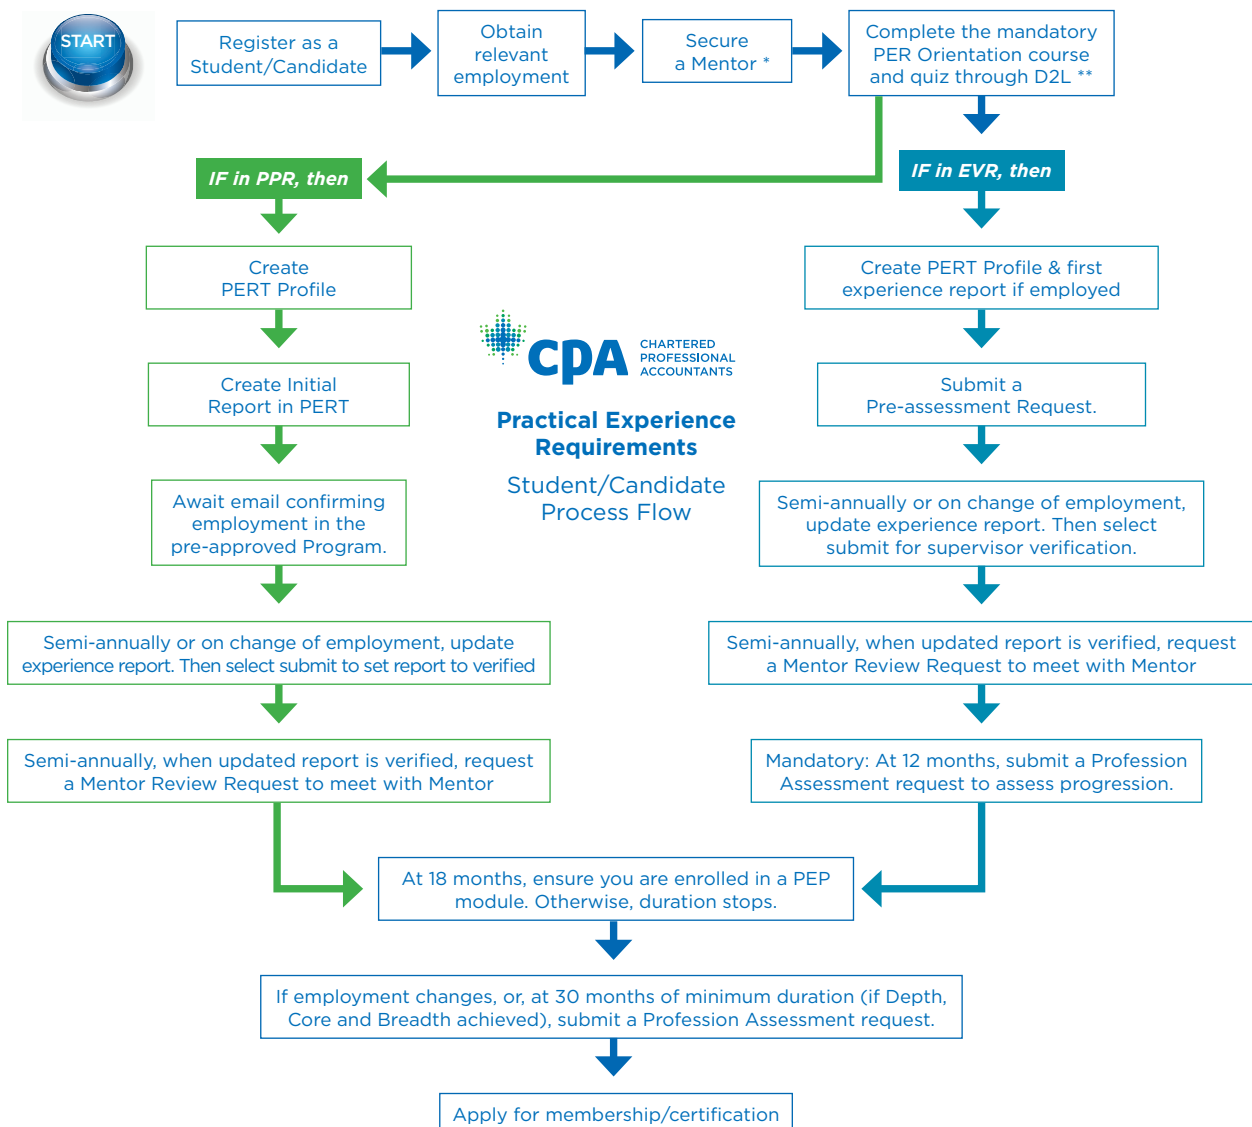 START
Register as a
Student/Candidate
Obtain
relevant
employment
Secure
a Mentor *
Complete the mandatory
PER Orientation course
and quiz through D2L **
IF in PPR, then
IF in EVR, then
Create
PERT Profile
Create PERT Profile & first
experience report if employed
cpa
CHARTERED
PROFESSIONAL
ACCOUNTANTS
Create Initial
Report in PERT
Submit a
Pre-assessment Request.
Practical Experience
Requirements
Student/Candidate
Process Flow
Await email confirming
employment in the
pre-approved Program.
Semi-annually or on change of employment,
update experience report. Then select
submit for supervisor verification.
Semi-annually or on change of employment, update
experience report. Then select submit to set report to verified
Semi-annually, when updated report is verified, request
a Mentor Review Request to meet with Mentor
Semi-annually, when updated report is verified, request
a Mentor Review Request to meet with Mentor
Mandatory: At 12 months, submit a Profession
Assessment request to assess progression.
At 18 months, ensure you are enrolled in a PEP
module. Otherwise, duration stops.
If employment changes, or, at 30 months of minimum duration (if Depth,
Core and Breadth achieved), submit a Profession Assessment request.
Apply for membership/certification